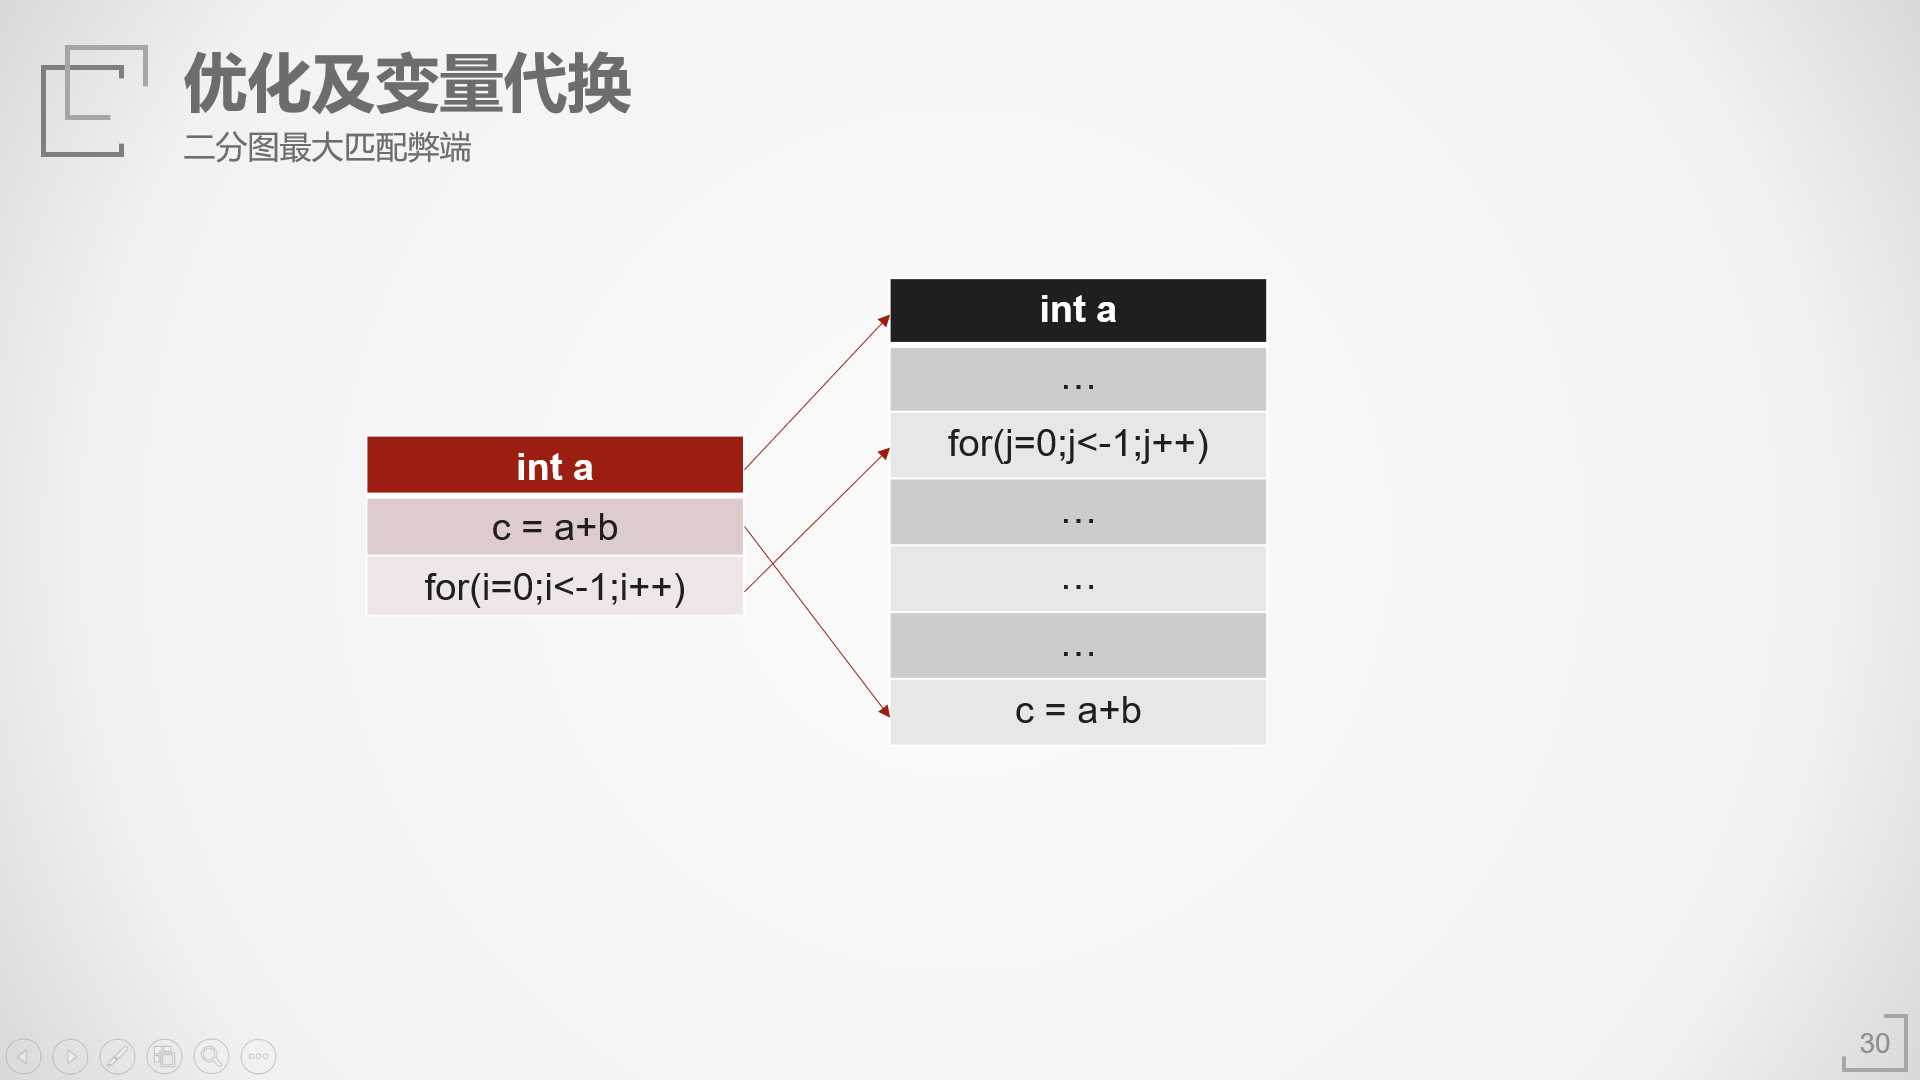 优化及变量代换
二分图最大匹配弊端
int a
c = a+b
for(i=0;i<-1;i++)
int a
…
for(j=0;j<-1;j++)
…
…
…
c = a+b
30